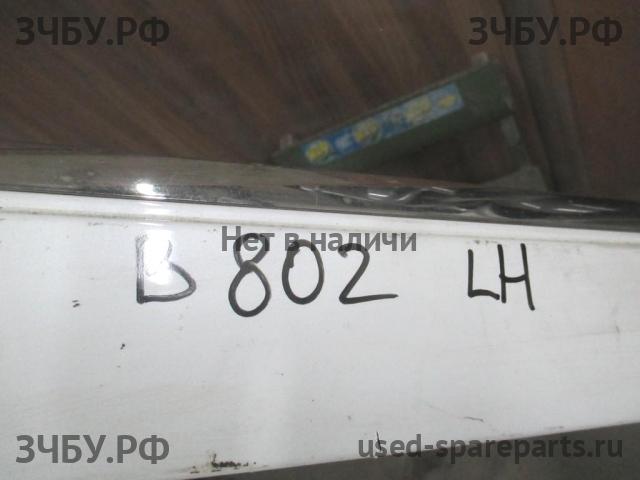 ЗЧБУ.РФ ЗЧБУ.РФ
Нет в наличи
B 802 LH
ЗЧБУ.РФ used-spareparts.ru